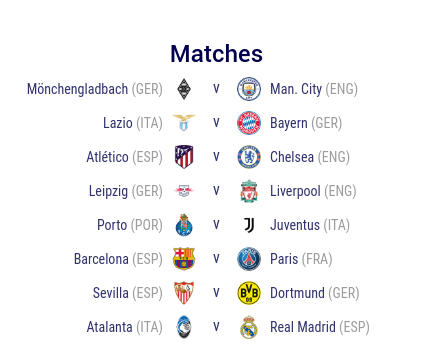 Matches
Mönchengladbach (GER) v Man. City (ENG)
Lazio (ITA) v Bayern (GER)
Atlético (ESP) v Chelsea (ENG)
Leipzig (GER) v Liverpool (ENG)
Porto (POR) v Juventus (ITA)
Barcelona (ESP) v Paris (FRA)
Sevilla (ESP) v Dortmund (GER)
Atalanta (ITA) v Real Madrid (ESP)